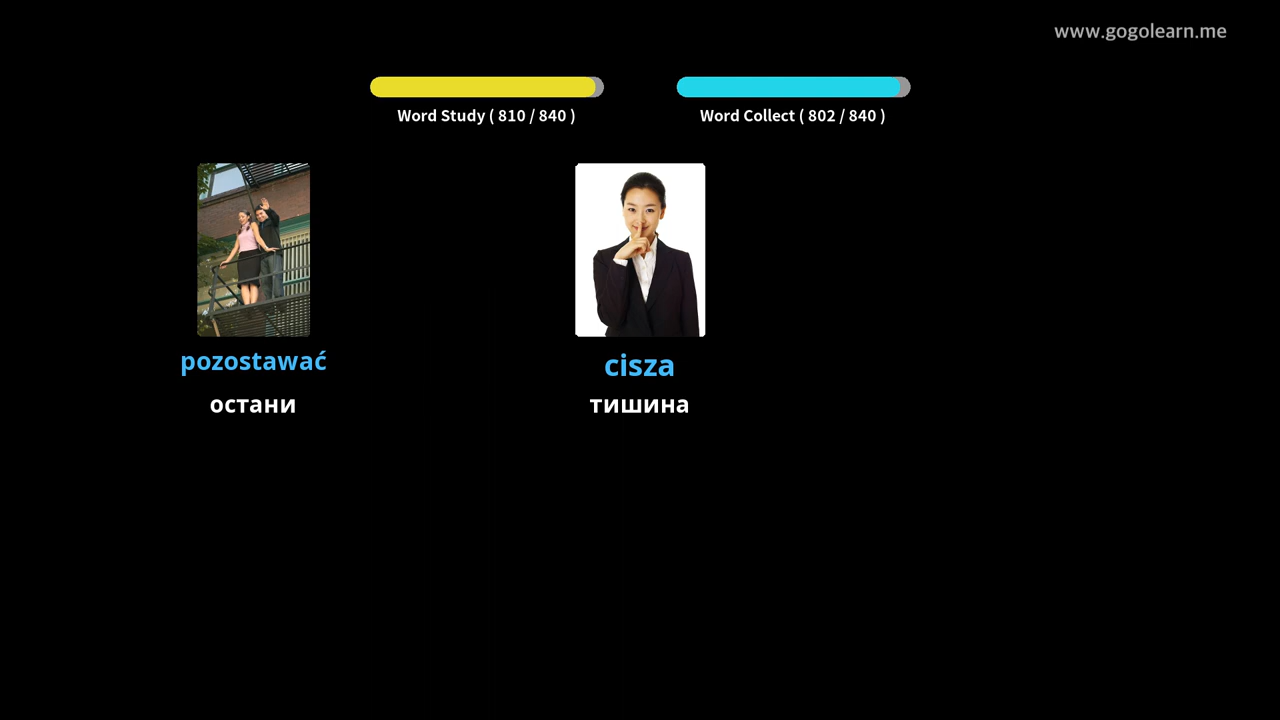 www.gogolearn.me
Word Study ( 810 / 840 )
Word Collect ( 802 / 840 )
pozostawać
остани
cisza
тишина